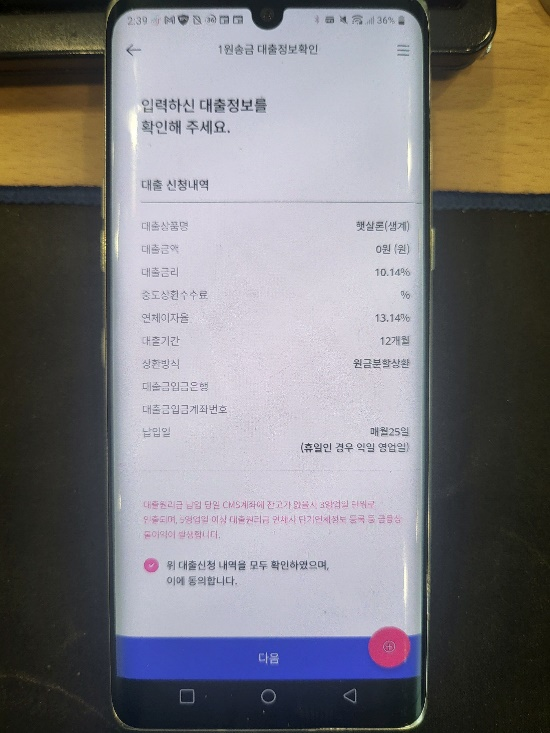 2:39
36%
1원송금 대출정보확인
입력하신 대출정보를
확인해 주세요.
대출 신청내역
대출상품명 햇살론(생계)
대출금액 0원 (원)
대출금리 10.14%
중도상환수수료 %
연체이자율 13.14%
대출기간 12개월
상환방식 원금분할상환
대출금입금은행
대출금입금계좌번호
납입일 매월25일
(휴일인 경우 익일 영업일)
대출원리금 납입 당일 CMS계좌에 잔고가 없을시 3영업일 단위로
인출되며, 5영업일 이상 대출원리금 연체시 단기연체정보 등록 등 금융상
불이익이 발생합니다.
위 대출신청 내역을 모두 확인하였으며,
이에 동의합니다.
다음